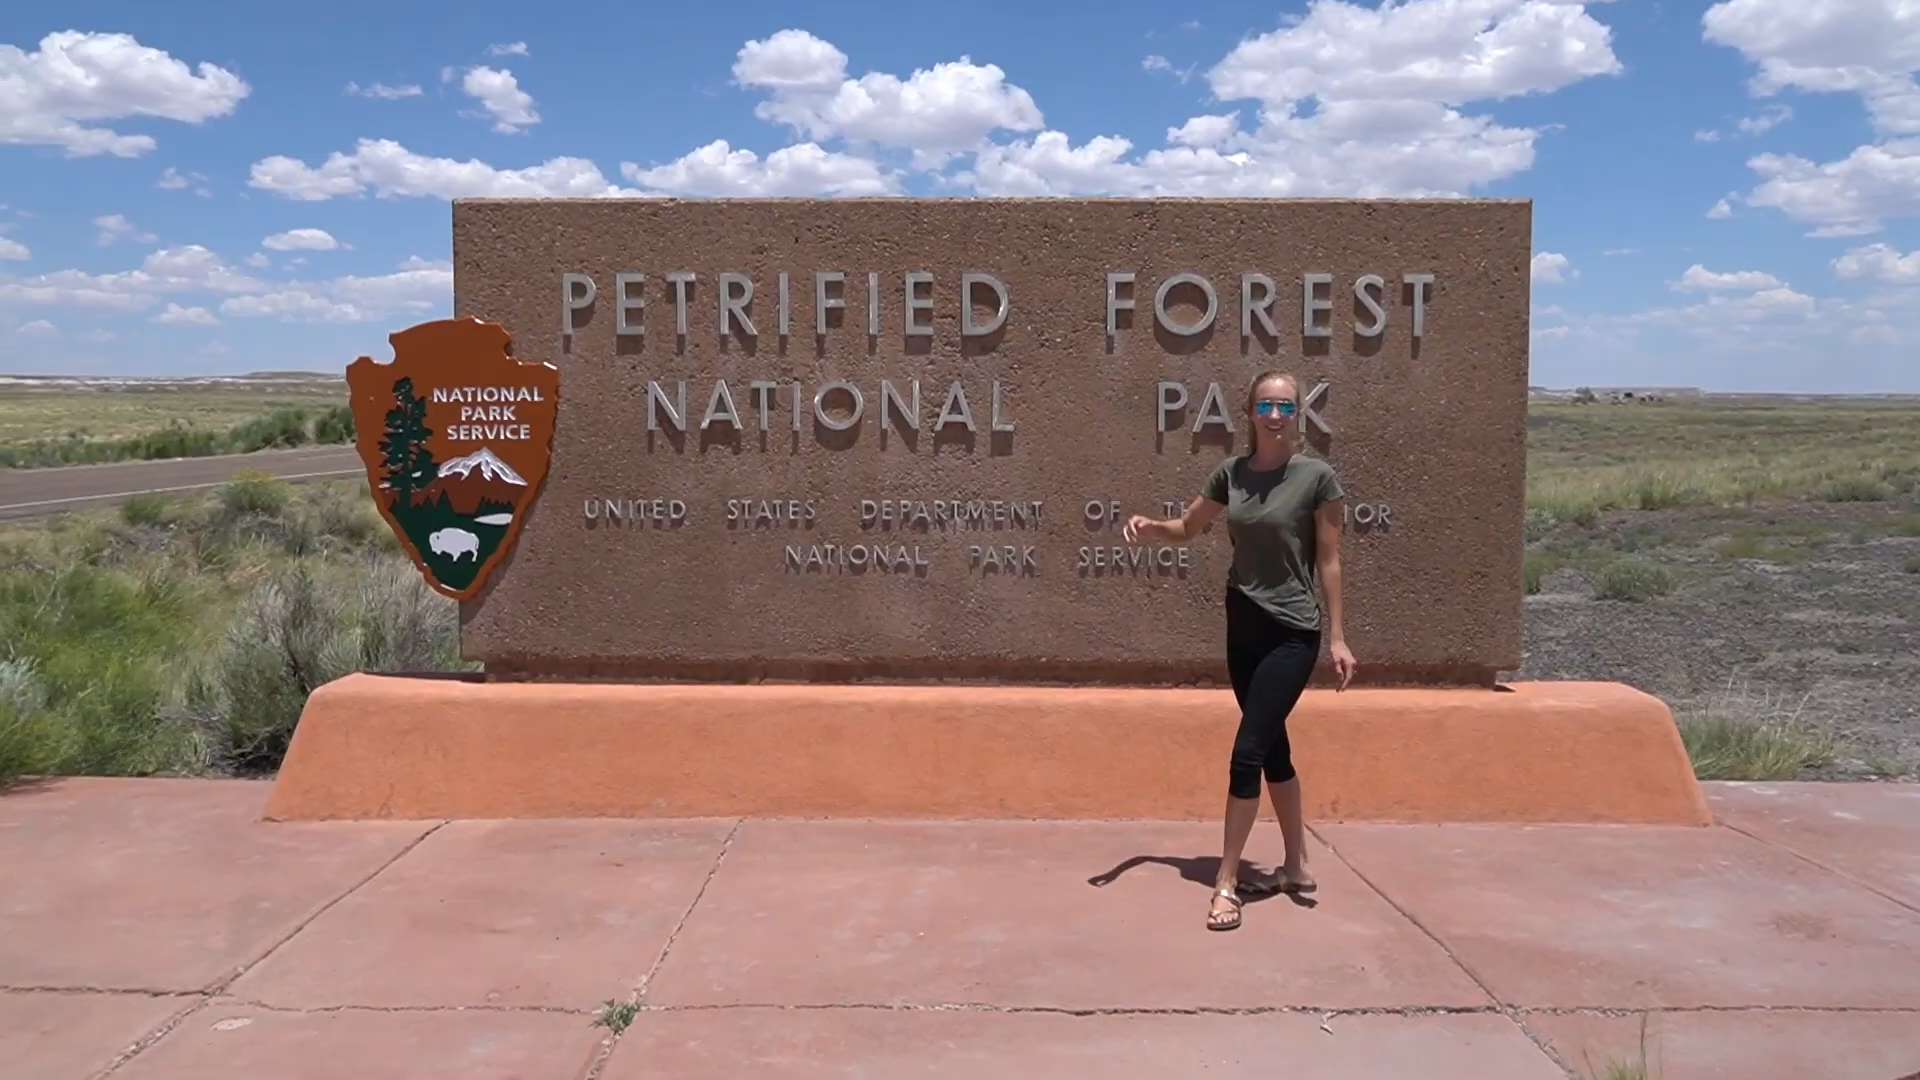 PETRIFIED FOREST
NATIONAL PARK
UNITED STATES DEPARTMENT OF
NATIONAL PARK SERVICE
NATIONAL
PARK
SERVICE